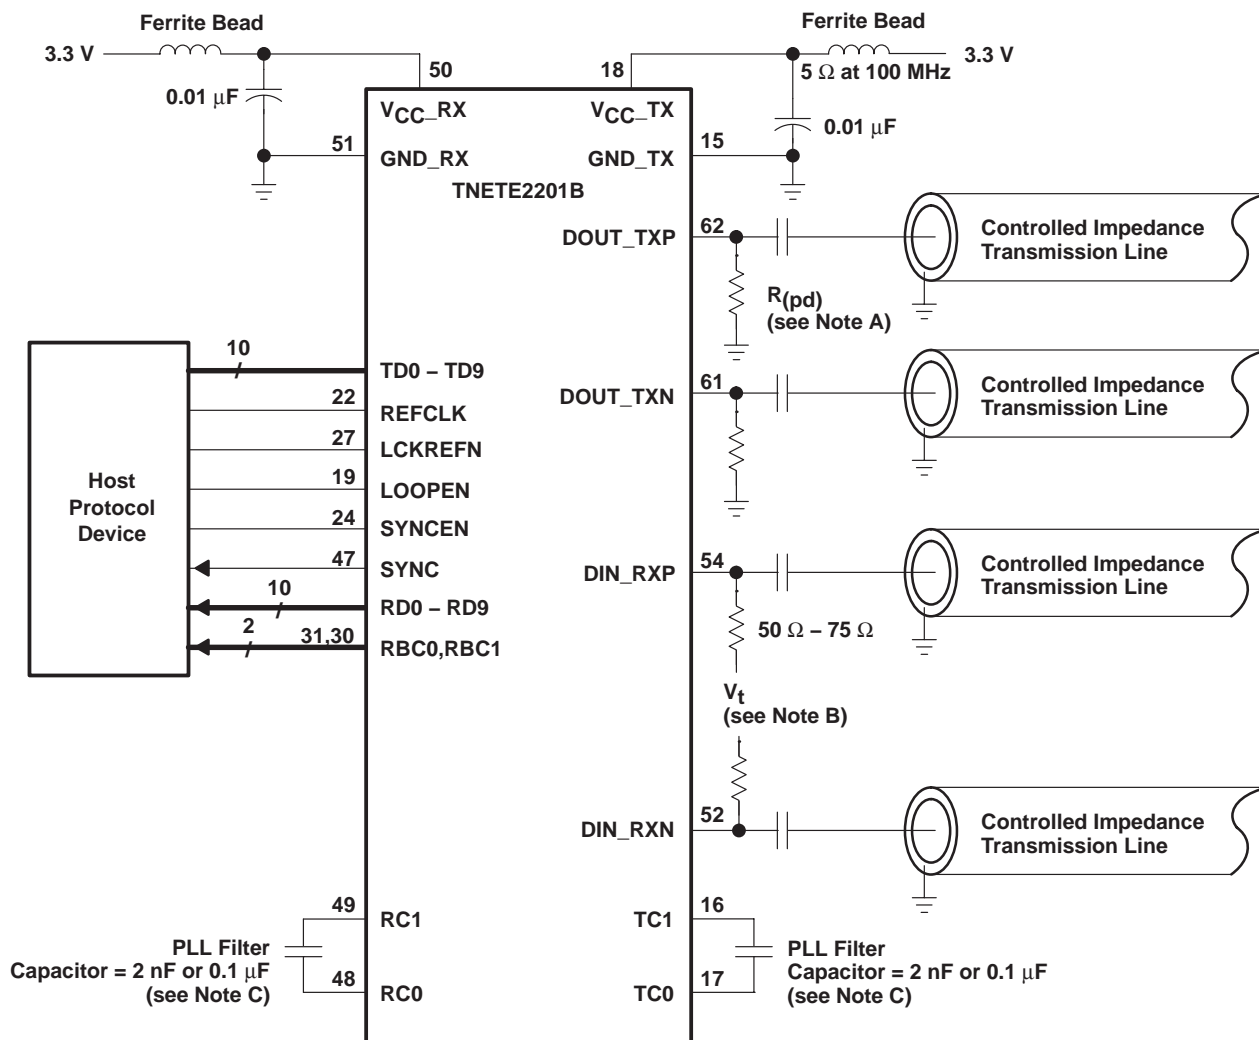 Ferrite Bead
3.3 V
50
0.01 μF
VCC_RX
51
GND_RX
Ferrite Bead
3.3 V
18
5 Ω at 100 MHz
VCC_TX
0.01 μF
15
GND_TX
TNETE2201B
DOUT_TXP
62
R(pd)
(see Note A)
Controlled Impedance
Transmission Line
DOUT_TXN
61
Controlled Impedance
Transmission Line
DIN_RXP
54
50 Ω – 75 Ω
Controlled Impedance
Transmission Line
Vt
(see Note B)
DIN_RXN
52
Controlled Impedance
Transmission Line
Host
Protocol
Device
10
TD0 – TD9
22
REFCLK
27
LCKREFN
19
LOOPEN
24
SYNCEN
47
SYNC
10
RD0 – RD9
2
31,30
RBC0,RBC1
49
RC1
PLL Filter
Capacitor = 2 nF or 0.1 μF
(see Note C)
48
RC0
TC1
16
PLL Filter
Capacitor = 2 nF or 0.1 μF
(see Note C)
TC0
17